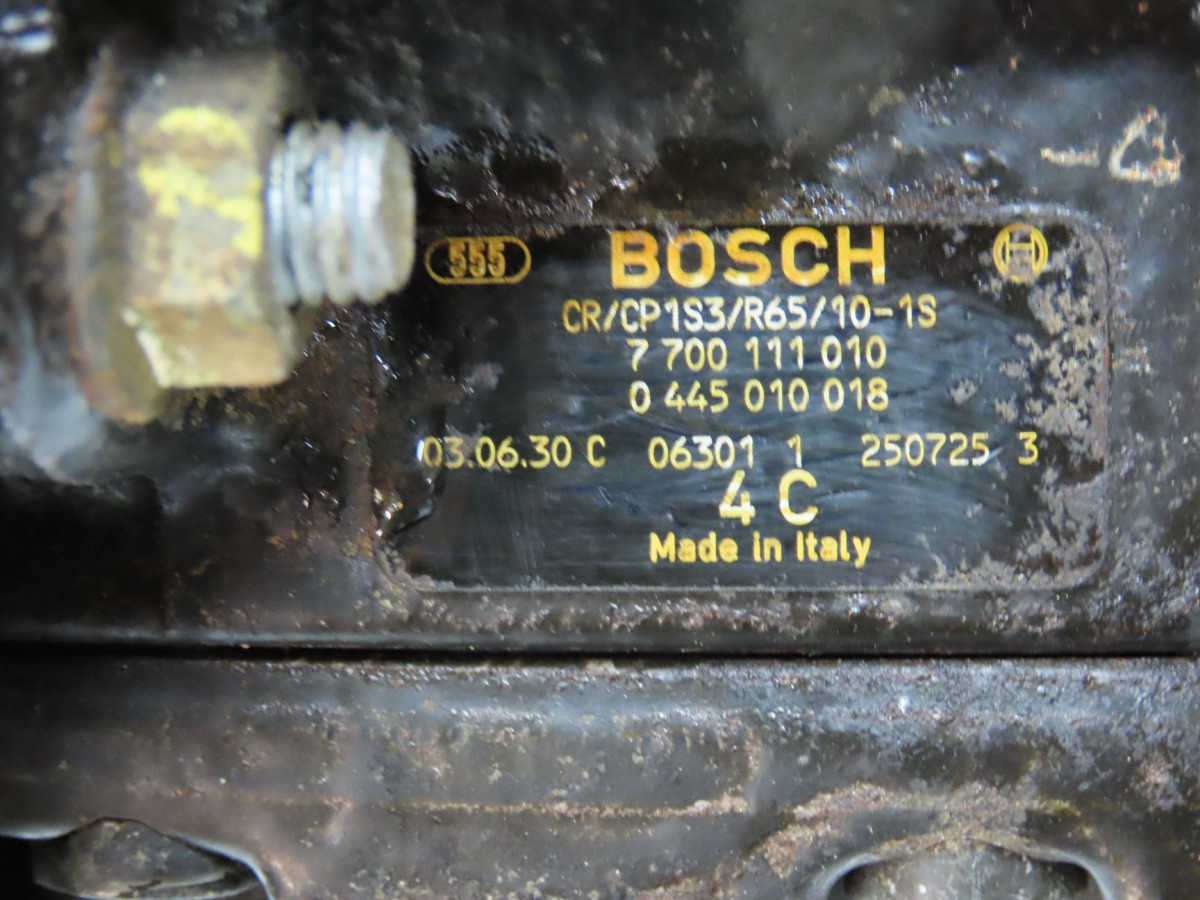 555 BOSCH
CR/CP1S3/R65/10-1S
7 700 111 010
0 445 010 018
03.06.30 C 06301 1 250725 3
4 C
Made in Italy